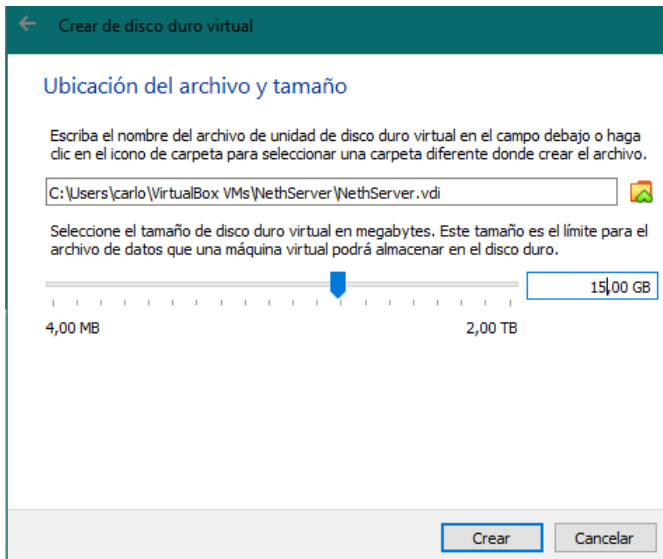 Crear de disco duro virtual
Ubicación del archivo y tamaño
Escriba el nombre del archivo de unidad de disco duro virtual en el campo debajo o haga
clic en el icono de carpeta para seleccionar una carpeta diferente donde crear el archivo.
C:\Users\carlo\VirtualBox VMs\NethServer\NethServer.vdi
Seleccione el tamaño de disco duro virtual en megabytes. Este tamaño es el límite para el
archivo de datos que una máquina virtual podrá almacenar en el disco duro.
15,00 GB
4,00 MB 2,00 TB
Crear Cancelar